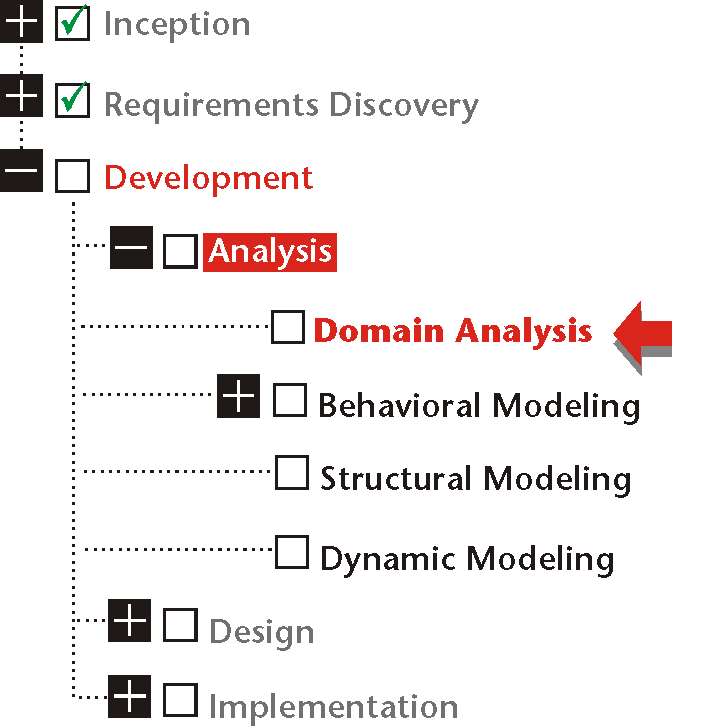 Inception
Requirements Discovery
Development
Analysis
Domain Analysis
Behavioral Modeling
Structural Modeling
Dynamic Modeling
Design
Implementation